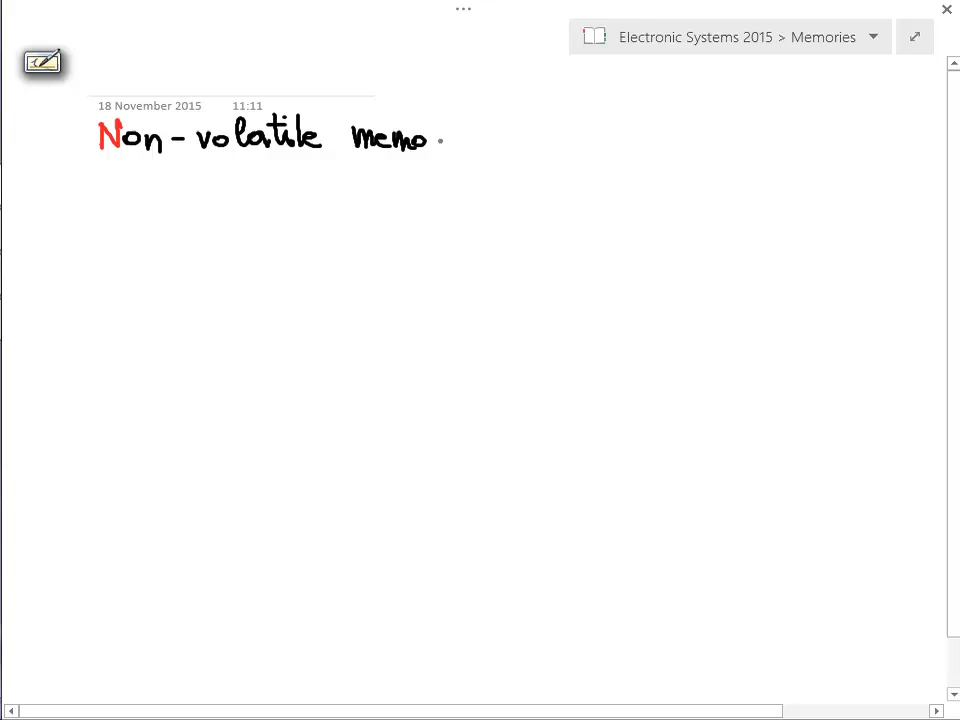 Electronic Systems 2015 > Memories
18 November 2015 11:11
Non-volatile memo